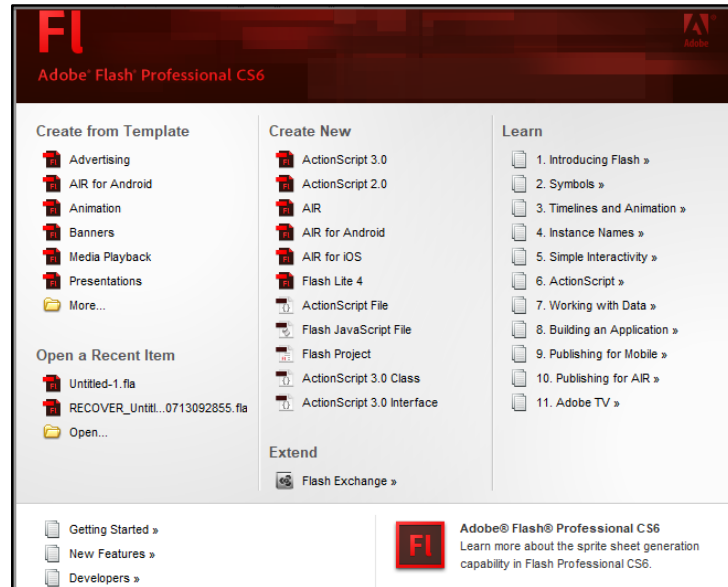 Fl
Adobe
Adobe® Flash® Professional CS6
Create from Template
Advertising
AIR for Android
Animation
Banners
Media Playback
Presentations
More...
Open a Recent Item
Untitled-1.fla
RECOVER_Untitl...0713092855.fla
Open...
Create New
ActionScript 3.0
ActionScript 2.0
AIR
AIR for Android
AIR for iOS
Flash Lite 4
ActionScript File
Flash JavaScript File
Flash Project
ActionScript 3.0 Class
ActionScript 3.0 Interface
Extend
Flash Exchange »
Learn
1. Introducing Flash »
2. Symbols »
3. Timelines and Animation »
4. Instance Names »
5. Simple Interactivity »
6. ActionScript »
7. Working with Data »
8. Building an Application »
9. Publishing for Mobile »
10. Publishing for AIR »
11. Adobe TV »
Getting Started »
New Features »
Developers »
Fl
Adobe® Flash® Professional CS6
Learn more about the sprite sheet generation
capability in Flash Professional CS6.